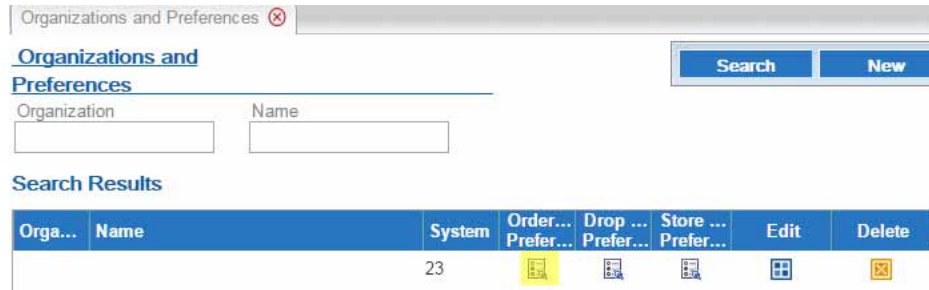 Organizations and Preferences
Organizations and
Preferences
Search New
Organization Name
Search Results
Orga... Name System Order... Prefer... Drop ... Prefer... Store ... Prefer... Edit Delete
23